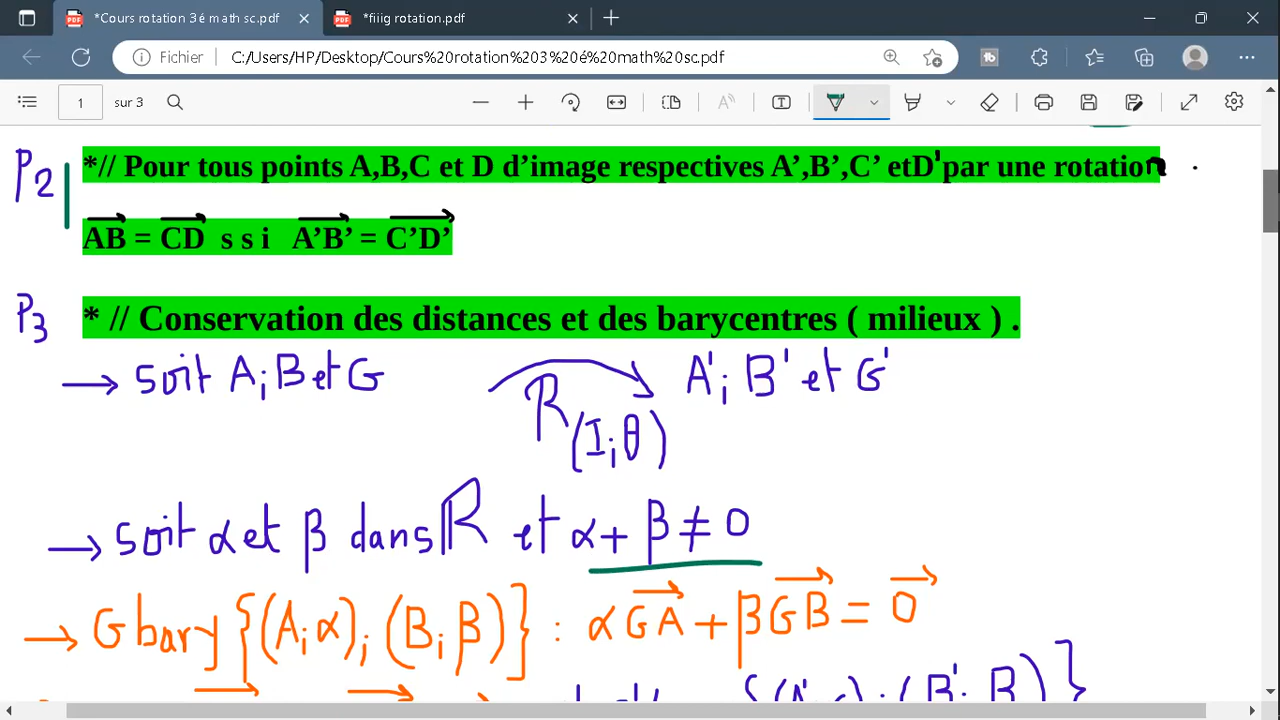 *Cours rotation 3é math sc.pdf
*fiiig rotation.pdf
Fichier C:/Users/HP/Desktop/Cours%20rotation%203%20é%20math%20sc.pdf
1 sur 3
P2 *// Pour tous points A,B,C et D d’image respectives A’,B’,C’ etD' par une rotation .
AB = CD s s i A’B’ = C’D’
P3 * // Conservation des distances et des barycentres ( milieux ) .
→ soit A; B et G R(I;θ) A'; B' et G'
→ soit α et β dans ℝ et α + β ≠ 0
→ G bary {(A; α) ; (B; β)} : α GA + β GB = 0